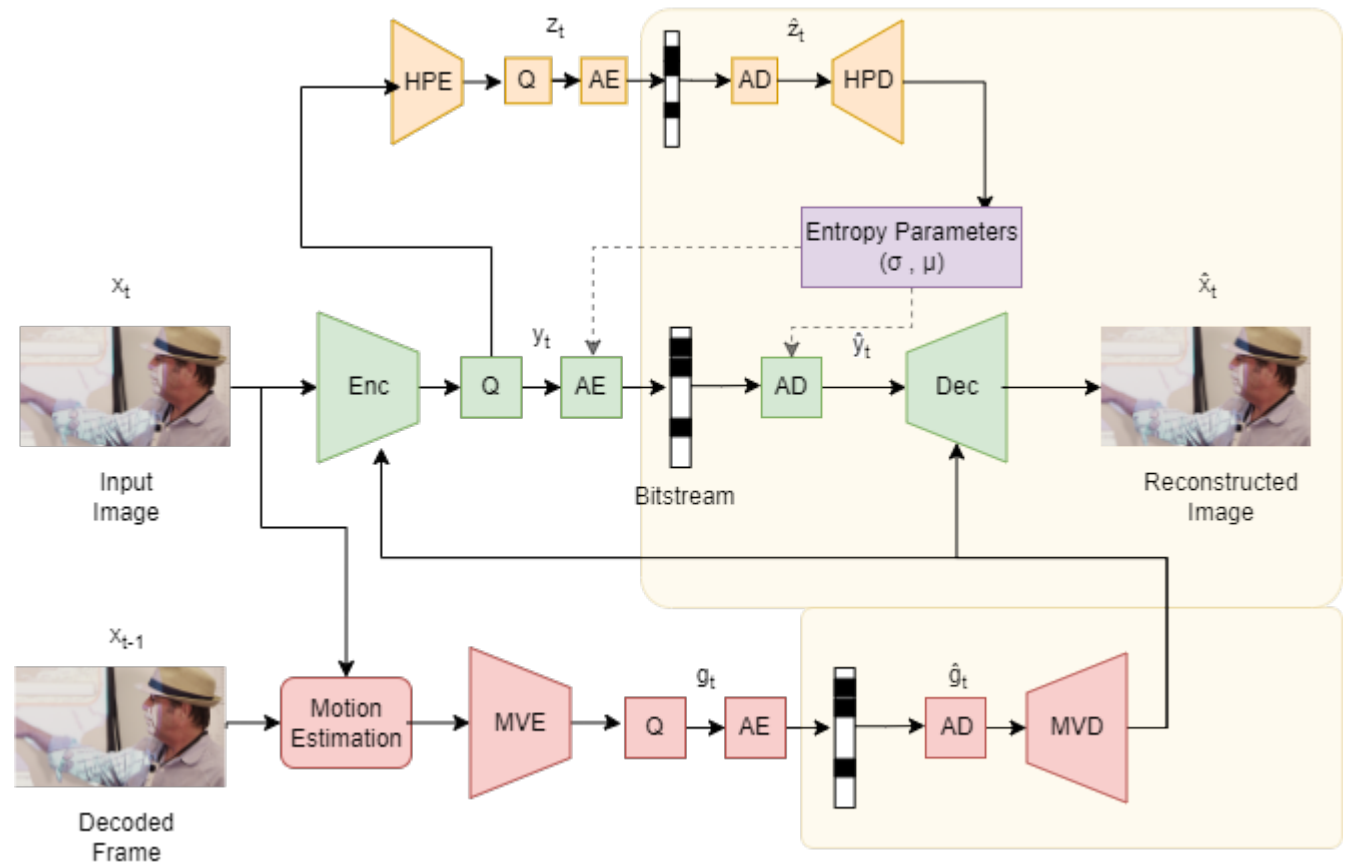 z_t
ẑ_t
HPE
Q
AE
AD
HPD
Entropy Parameters
(σ , μ)
x_t
x̂_t
y_t
ŷ_t
Enc
Q
AE
AD
Dec
Input
Image
Bitstream
Reconstructed
Image
x_t-1
g_t
ĝ_t
Motion
Estimation
MVE
Q
AE
AD
MVD
Decoded
Frame